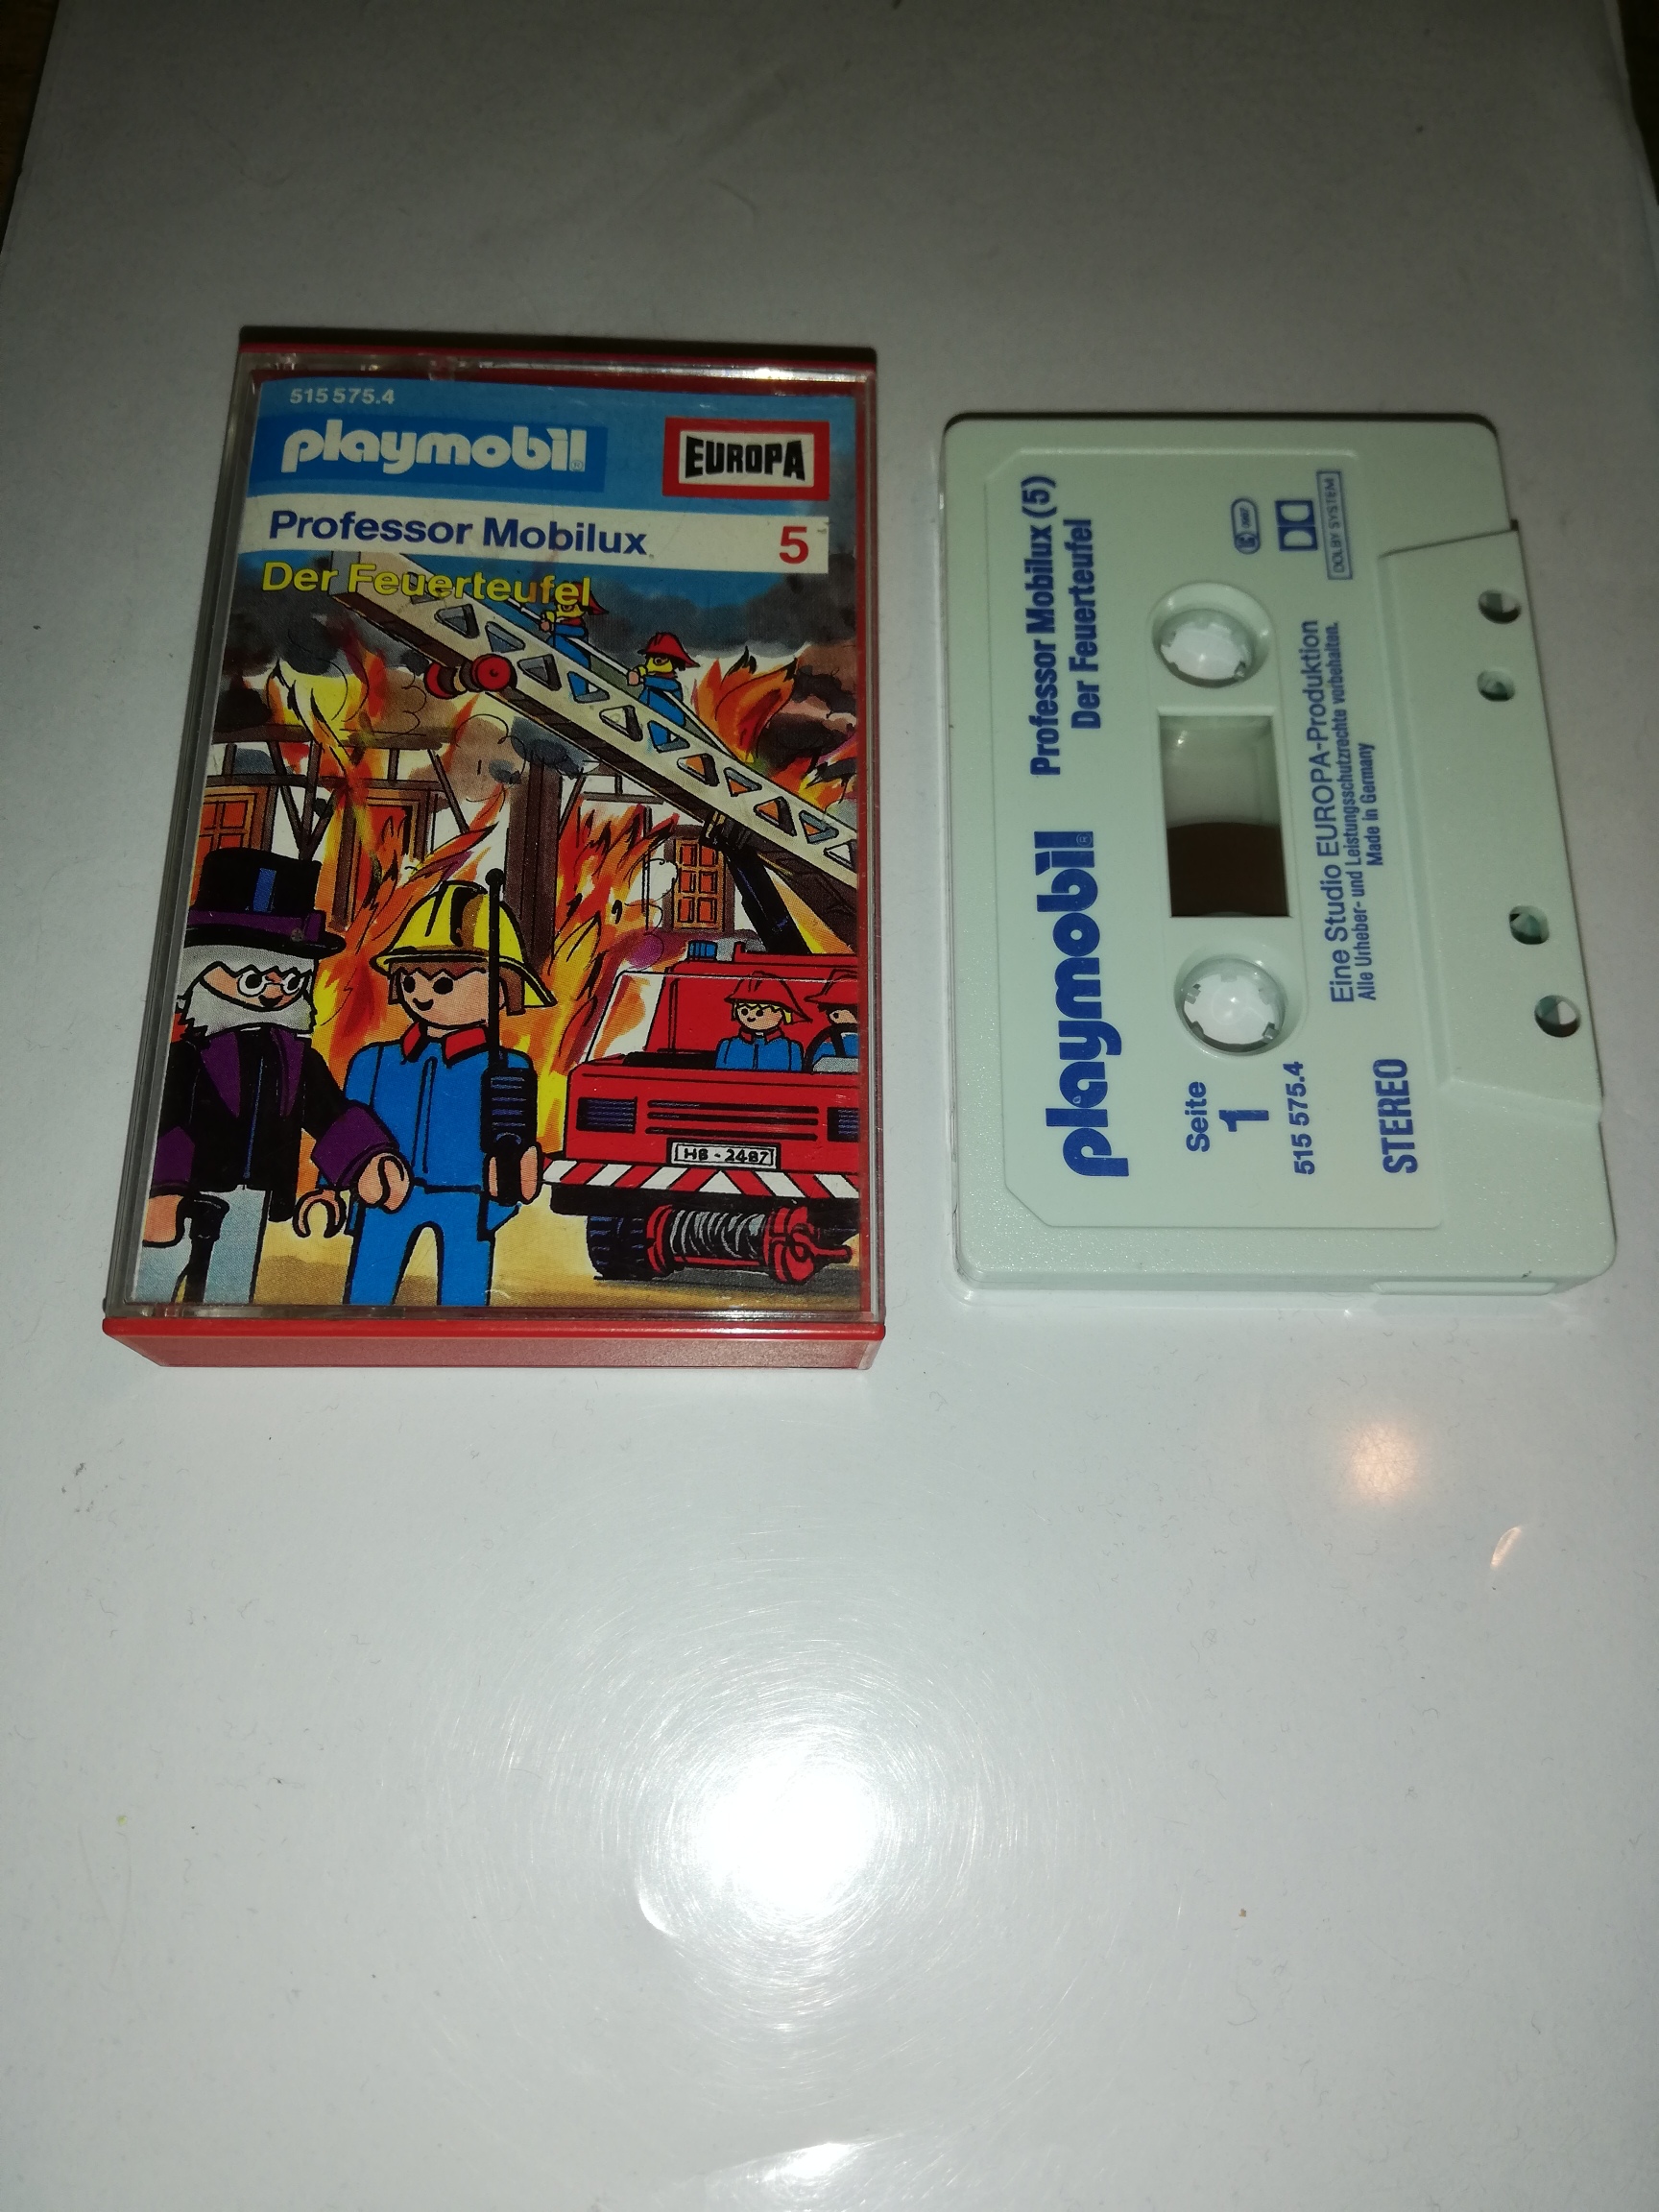 515 575.4
playmobil®
EUROPA
Professor Mobilux
5
Der Feuerteufel
HB - 2487
playmobil®
Professor Mobilux (5)
Der Feuerteufel
Seite
1
515 575.4
STEREO
DOLBY SYSTEM
Eine Studio EUROPA-Produktion
Alle Urheber- und Leistungsschutzrechte vorbehalten.
Made in Germany